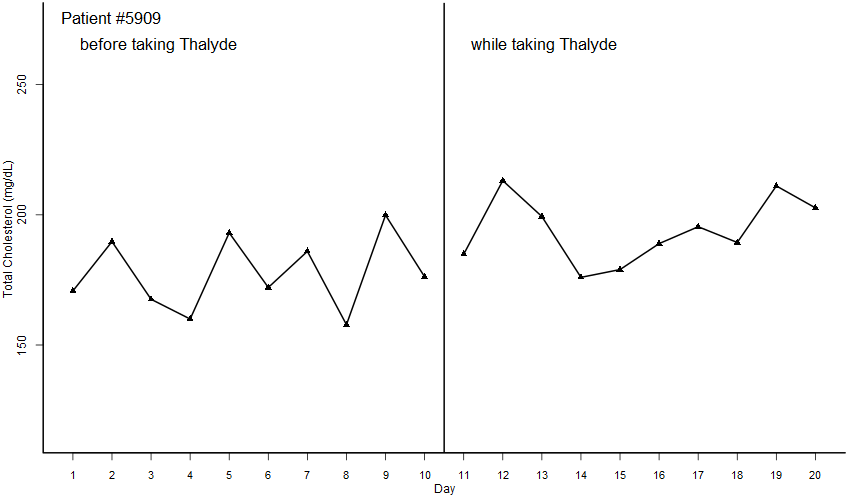 Patient #5909
before taking Thalyde
while taking Thalyde
Total Cholesterol (mg/dL)
250
200
150
1 2 3 4 5 6 7 8 9 10 11 12 13 14 15 16 17 18 19 20
Day